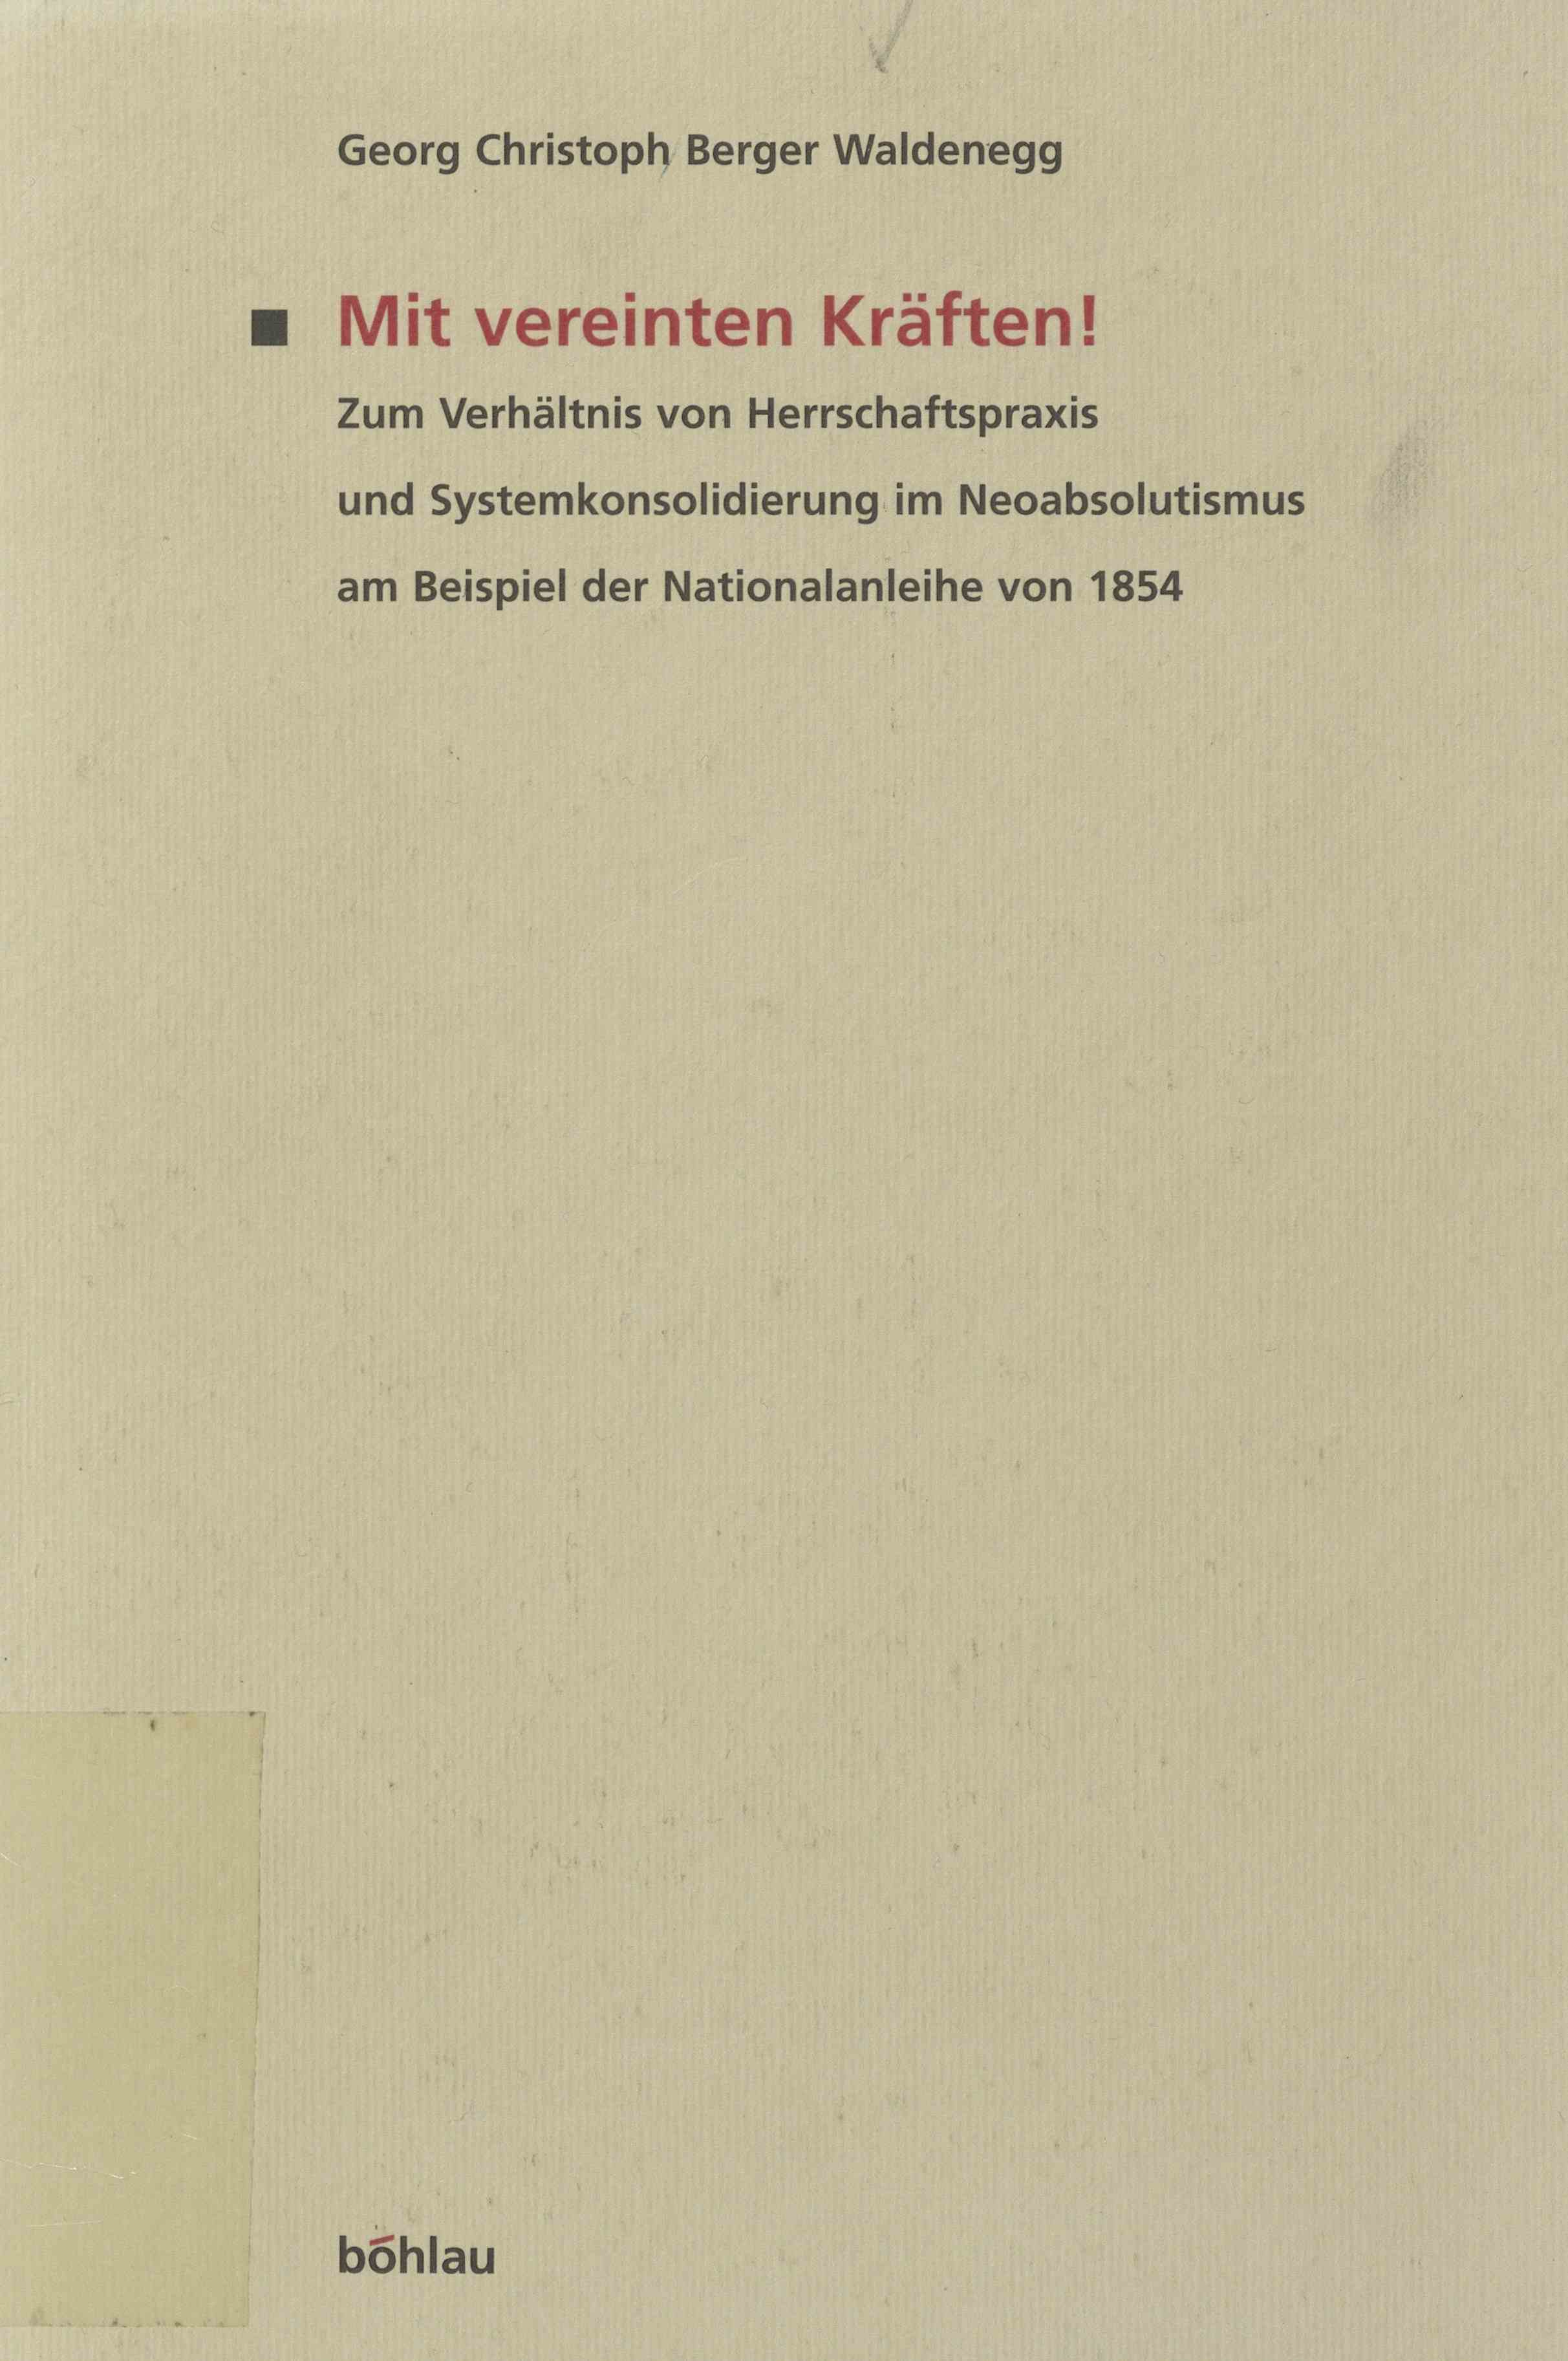 Georg Christoph Berger Waldenegg
Mit vereinten Kräften!
Zum Verhältnis von Herrschaftspraxis
und Systemkonsolidierung im Neoabsolutismus
am Beispiel der Nationalanleihe von 1854
böhlau